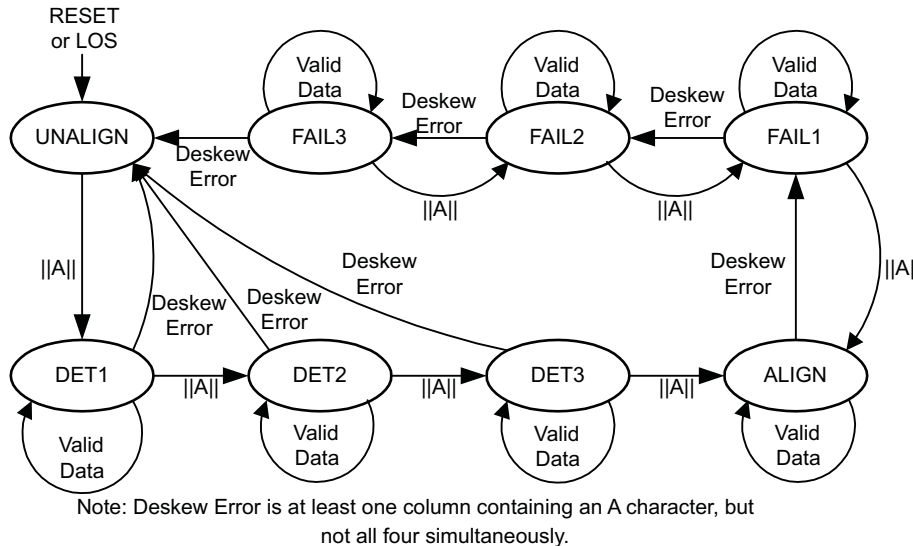 RESET
or LOS
Valid
Data
Valid
Data
Valid
Data
Deskew
Error
Deskew
Error
UNALIGN
FAIL3
FAIL2
FAIL1
Deskew
Error
||A||
||A||
||A||
Deskew
Error
Deskew
Error
Deskew
Error
Deskew
Error
||A|
DET1
||A||
DET2
||A||
DET3
||A||
ALIGN
Valid
Data
Valid
Data
Valid
Data
Valid
Data
Note: Deskew Error is at least one column containing an A character, but
not all four simultaneously.